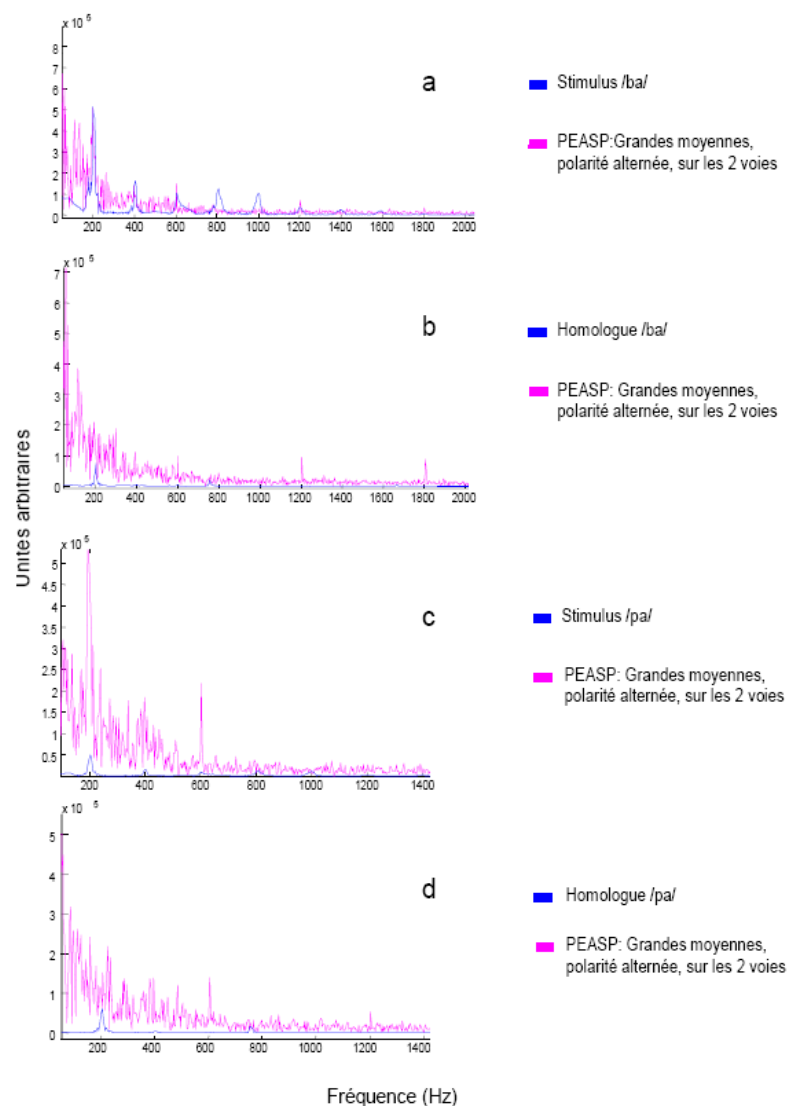 x 10 5
8
7
6
5
4
3
2
1
0
200 400 600 800 1000 1200 1400 1600 1800 2000
a
Stimulus /ba/
PEASP:Grandes moyennes,
polarité alternée, sur les 2 voies
x 10 5
7
6
5
4
3
2
1
0
200 400 600 800 1000 1200 1400 1600 1800 2000
b
Homologue /ba/
PEASP: Grandes moyennes,
polarité alternée, sur les 2 voies
Unites arbitraires
x 10 5
5
4.5
4
3.5
3
2.5
2
1.5
1
0.5
200 400 600 800 1000 1200 1400
c
Stimulus /pa/
PEASP: Grandes moyennes,
polarité alternée, sur les 2 voies
x 10 5
5
4
3
2
1
0
200 400 600 800 1000 1200 1400
d
Homologue /pa/
PEASP: Grandes moyennes,
polarité alternée, sur les 2 voies
Fréquence (Hz)